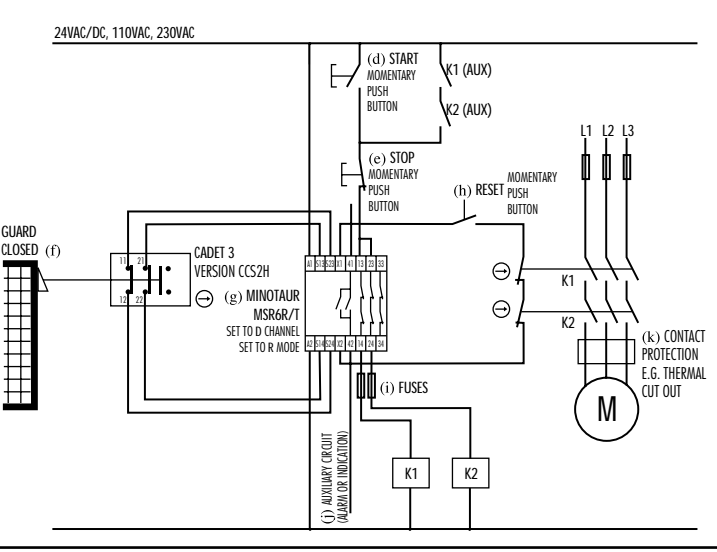 24VAC/DC, 110VAC, 230VAC
(d) START
MOMENTARY
PUSH
BUTTON
K1 (AUX)
K2 (AUX)
L1 L2 L3
(e) STOP
MOMENTARY
PUSH
BUTTON
(h) RESET
MOMENTARY
PUSH
BUTTON
GUARD
CLOSED (f)
11 21
12 22
CADET 3
VERSION CCS2H
(g) MINOTAUR
MSR6R/T
SET TO D CHANNEL
SET TO R MODE
A1 S13 S23 X1 41 13 23 33
A2 S14 S24 X2 42 14 24 34
K1
K2
(k) CONTACT
PROTECTION
E.G. THERMAL
CUT OUT
M
(i) FUSES
(j) AUXILIARY CIRCUIT
(ALARM OR INDICATION)
K1
K2